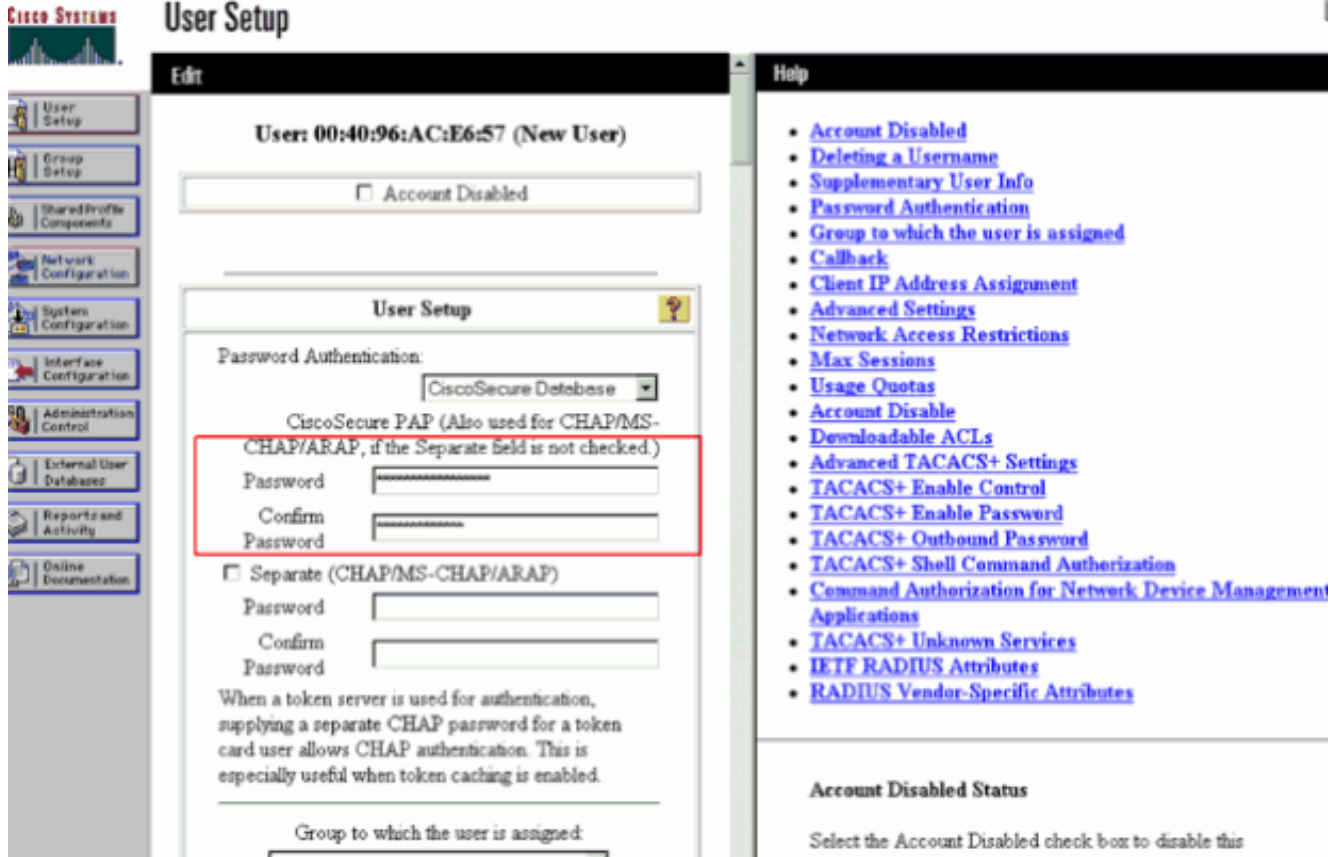 CISCO SYSTEMS
User Setup
User
Setup
Group
Setup
Shared Profile
Components
Network
Configuration
System
Configuration
Interface
Configuration
Administration
Control
External User
Databases
Reports and
Activity
Online
Documentation
Edit
User: 00:40:96:AC:E6:57 (New User)
Account Disabled
User Setup
Password Authentication:
CiscoSecure Database
CiscoSecure PAP (Also used for CHAP/MS-
CHAP/ARAP, if the Separate field is not checked.)
Password
Confirm
Password
Separate (CHAP/MS-CHAP/ARAP)
Password
Confirm
Password
When a token server is used for authentication,
supplying a separate CHAP password for a token
card user allows CHAP authentication. This is
especially useful when token caching is enabled.
Group to which the user is assigned:
Help
Account Disabled
Deleting a Username
Supplementary User Info
Password Authentication
Group to which the user is assigned
Callback
Client IP Address Assignment
Advanced Settings
Network Access Restrictions
Max Sessions
Usage Quotas
Account Disable
Downloadable ACLs
Advanced TACACS+ Settings
TACACS+ Enable Control
TACACS+ Enable Password
TACACS+ Outbound Password
TACACS+ Shell Command Authorization
Command Authorization for Network Device Management
Applications
TACACS+ Unknown Services
IETF RADIUS Attributes
RADIUS Vendor-Specific Attributes
Account Disabled Status
Select the Account Disabled check box to disable this